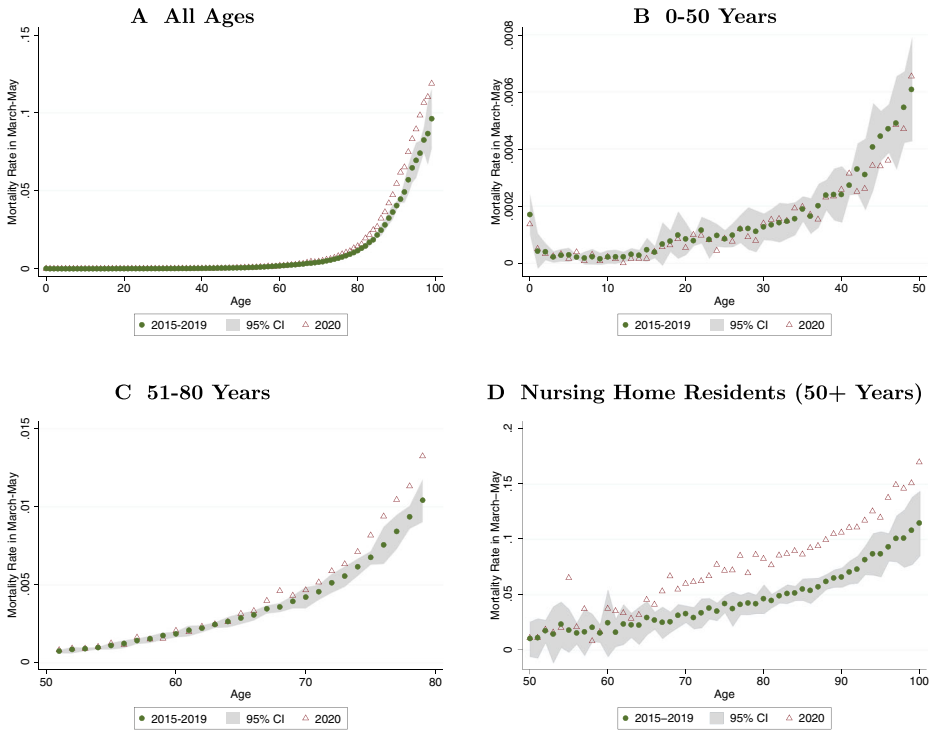 A All Ages
Mortality Rate in March-May
.15
.1
.05
0
0 20 40 60 80 100
Age
2015-2019 95% CI 2020
B 0-50 Years
Mortality Rate in March-May
.0008
.0006
.0004
.0002
0
0 10 20 30 40 50
Age
2015-2019 95% CI 2020
C 51-80 Years
Mortality Rate in March-May
.015
.01
.005
0
50 60 70 80
Age
2015-2019 95% CI 2020
D Nursing Home Residents (50+ Years)
Mortality Rate in March–May
.2
.15
.1
.05
0
50 60 70 80 90 100
Age
2015–2019 95% CI 2020